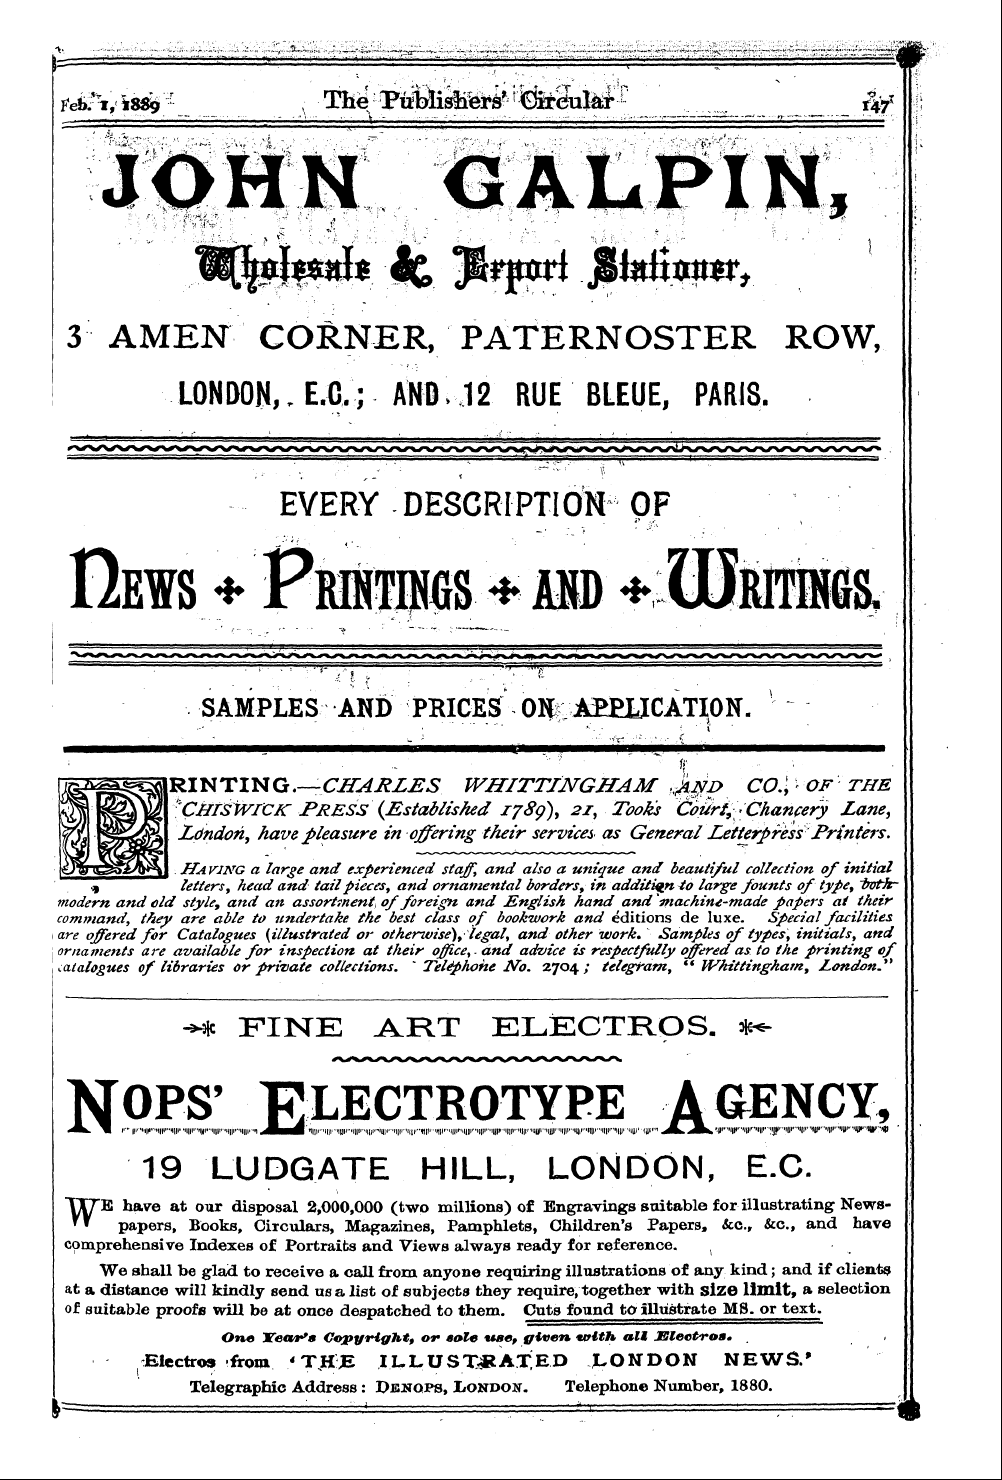 Feb. 1, 1889 The Publishers' Circular 147
JOHN GALPIN,
Wholesale & Export Stationer,
3 AMEN CORNER, PATERNOSTER ROW,
LONDON, E.C.; AND 12 RUE BLEUE, PARIS.
EVERY DESCRIPTION OF
NEWS PRINTINGS AND WRITINGS.
SAMPLES AND PRICES ON APPLICATION.
PRINTING.—CHARLES WHITTINGHAM AND CO., OF THE
CHISWICK PRESS (Established 1789), 21, Tooks Court, Chancery Lane,
London, have pleasure in offering their services as General Letterpress Printers.
HAVING a large and experienced staff, and also a unique and beautiful collection of initial
letters, head and tail pieces, and ornamental borders, in addition to large founts of type, both
modern and old style, and an assortment of foreign and English hand and machine-made papers at their
command, they are able to undertake the best class of bookwork and éditions de luxe. Special facilities
are offered for Catalogues (illustrated or otherwise), legal, and other work. Samples of types, initials, and
ornaments are available for inspection at their office, and advice is respectfully offered as to the printing of
catalogues of libraries or private collections. Telephone No. 2704; telegram, "Whittingham, London."
FINE ART ELECTROS.
NOPS' ELECTROTYPE AGENCY,
19 LUDGATE HILL, LONDON, E.C.
WE have at our disposal 2,000,000 (two millions) of Engravings suitable for illustrating News-
papers, Books, Circulars, Magazines, Pamphlets, Children's Papers, &c., &c., and have
comprehensive Indexes of Portraits and Views always ready for reference.
We shall be glad to receive a call from anyone requiring illustrations of any kind; and if clients
at a distance will kindly send us a list of subjects they require, together with size limit, a selection
of suitable proofs will be at once despatched to them. Cuts found to illustrate MS. or text.
One Year's Copyright, or sole use, given with all Electros.
Electros from 'THE ILLUSTRATED LONDON NEWS.'
Telegraphic Address: DENOPS, LONDON. Telephone Number, 1880.